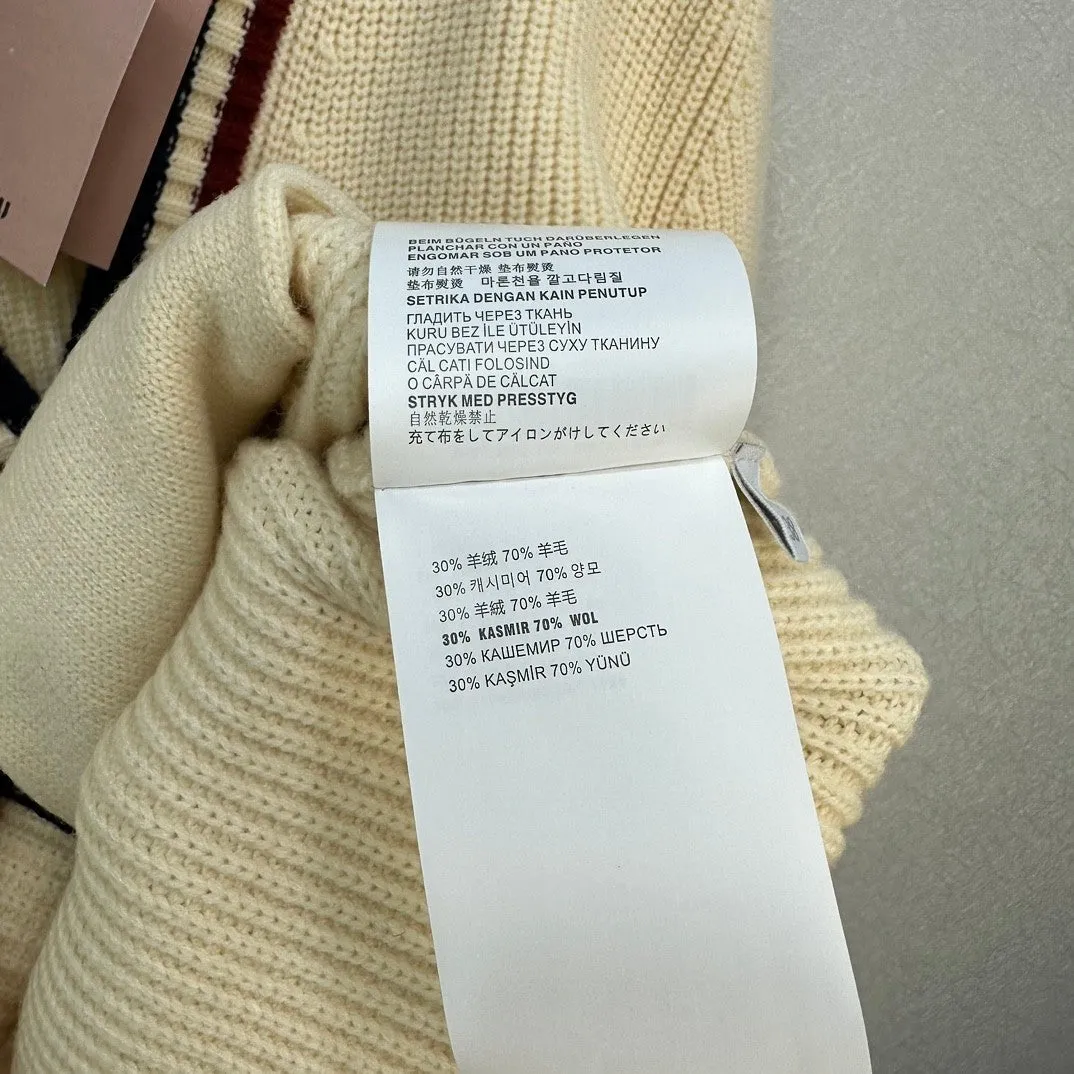 BEIM BÜGELN TUCH DARÜBERLEGEN
PLANCHAR CON UN PAÑO
ENGOMAR SOB UM PANO PROTETOR
请勿自然干燥 垫布熨烫
垫布熨烫 마른천을 깔고다림질
SETRIKA DENGAN KAIN PENUTUP
ГЛАДИТЬ ЧЕРЕЗ ТКАНЬ
KURU BEZ İLE ÜTÜLEYİN
ПРАСУВАТИ ЧЕРЕЗ СУХУ ТКАНИНУ
CĂL CATI FOLOSIND
O CÂRPĂ DE CĂLCAT
STRYK MED PRESSTYG
自然乾燥禁止
充て布をしてアイロンがけしてください
30% 羊绒 70% 羊毛
30% 캐시미어 70% 양모
30% 羊絨 70% 羊毛
30% KASMIR 70% WOL
30% КАШЕМИР 70% ШЕРСТЬ
30% KAŞMİR 70% YÜNÜ